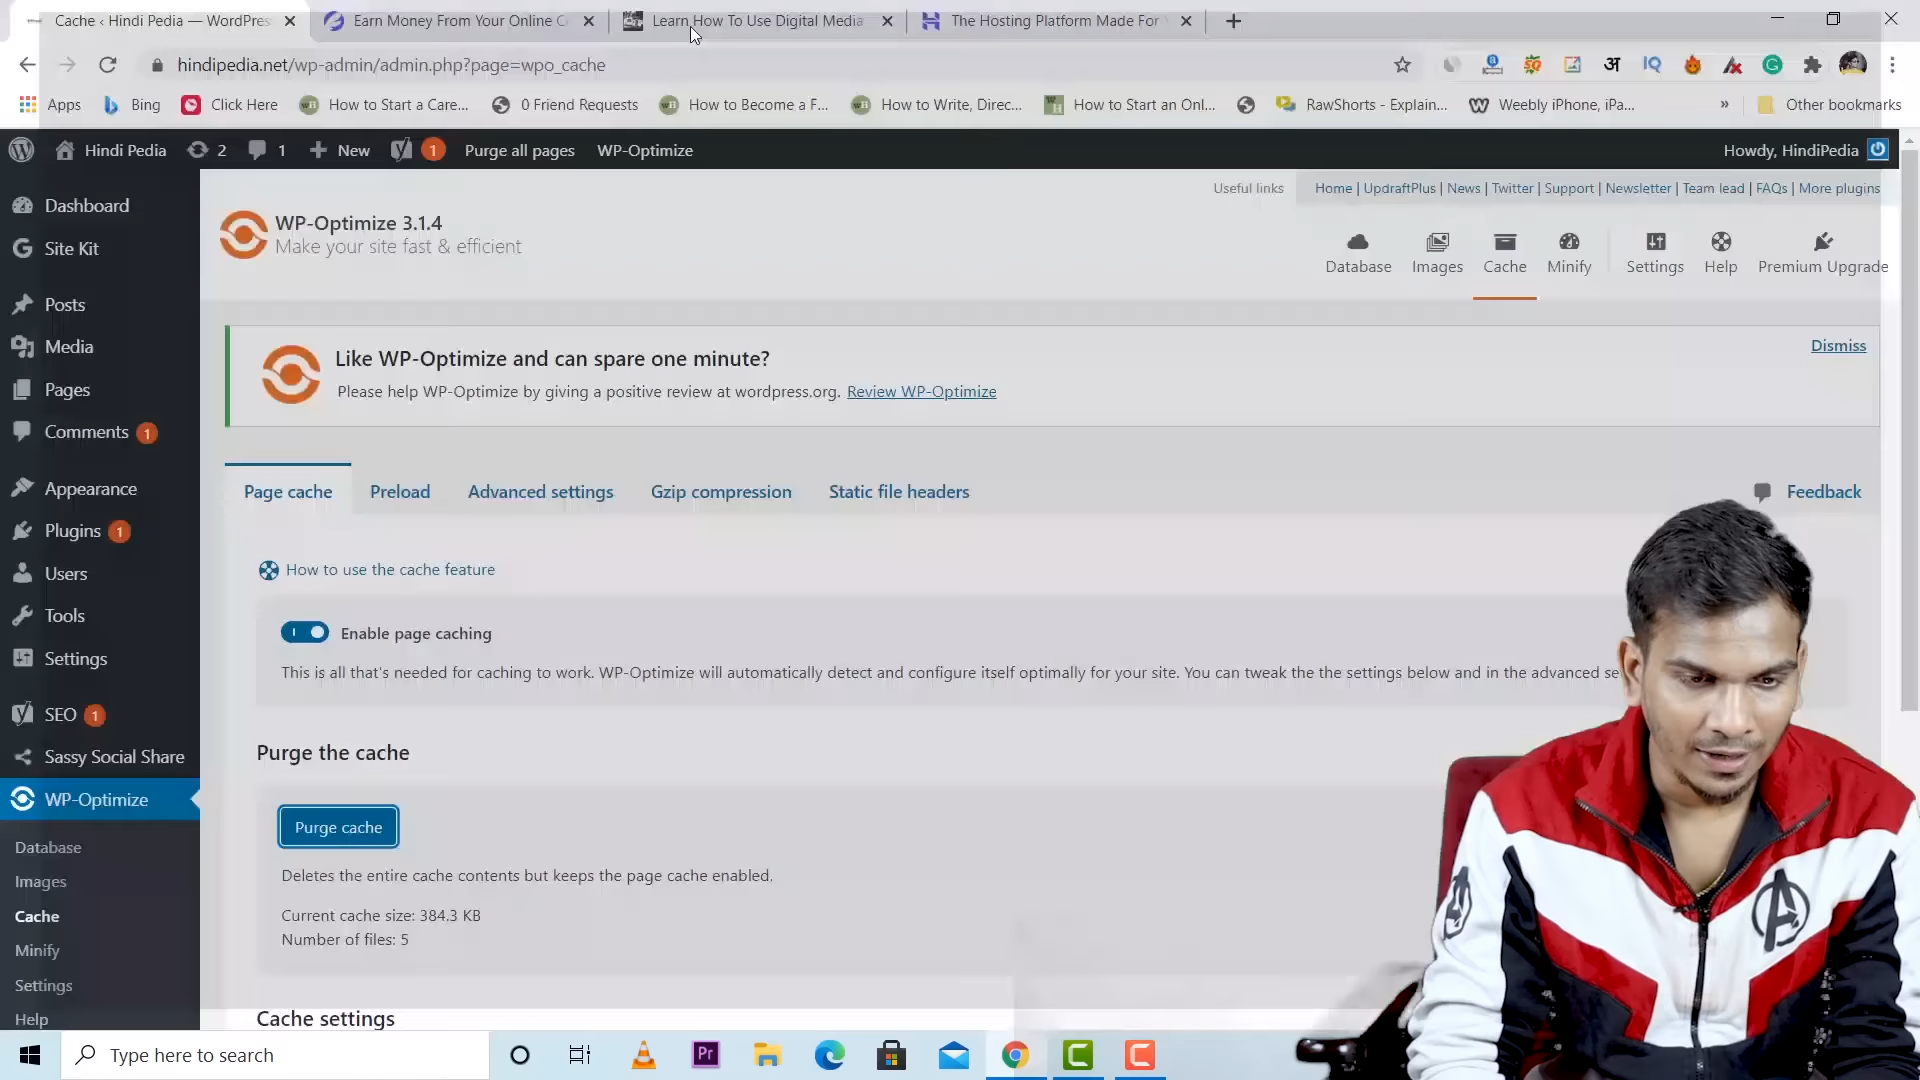 Cache ‹ Hindi Pedia — WordPres
Earn Money From Your Online C
Learn How To Use Digital Media
The Hosting Platform Made For
hindipedia.net/wp-admin/admin.php?page=wpo_cache
Apps
Bing
Click Here
How to Start a Care...
0 Friend Requests
How to Become a F...
How to Write, Direc...
How to Start an Onl...
RawShorts - Explain...
Weebly iPhone, iPa...
»
Other bookmarks
Hindi Pedia
2
1
New
1
Purge all pages
WP-Optimize
Howdy, HindiPedia
Useful links
Home | UpdraftPlus | News | Twitter | Support | Newsletter | Team lead | FAQs | More plugins
WP-Optimize 3.1.4
Make your site fast & efficient
Database
Images
Cache
Minify
Settings
Help
Premium Upgrade
Dashboard
Site Kit
Posts
Media
Pages
Comments 1
Appearance
Plugins 1
Users
Tools
Settings
SEO 1
Sassy Social Share
WP-Optimize
Database
Images
Cache
Minify
Settings
Help
Like WP-Optimize and can spare one minute?
Dismiss
Please help WP-Optimize by giving a positive review at wordpress.org. Review WP-Optimize
Page cache
Preload
Advanced settings
Gzip compression
Static file headers
Feedback
How to use the cache feature
Enable page caching
This is all that's needed for caching to work. WP-Optimize will automatically detect and configure itself optimally for your site. You can tweak the the settings below and in the advanced se
Purge the cache
Purge cache
Deletes the entire cache contents but keeps the page cache enabled.
Current cache size: 384.3 KB
Number of files: 5
Cache settings
Type here to search
Pr